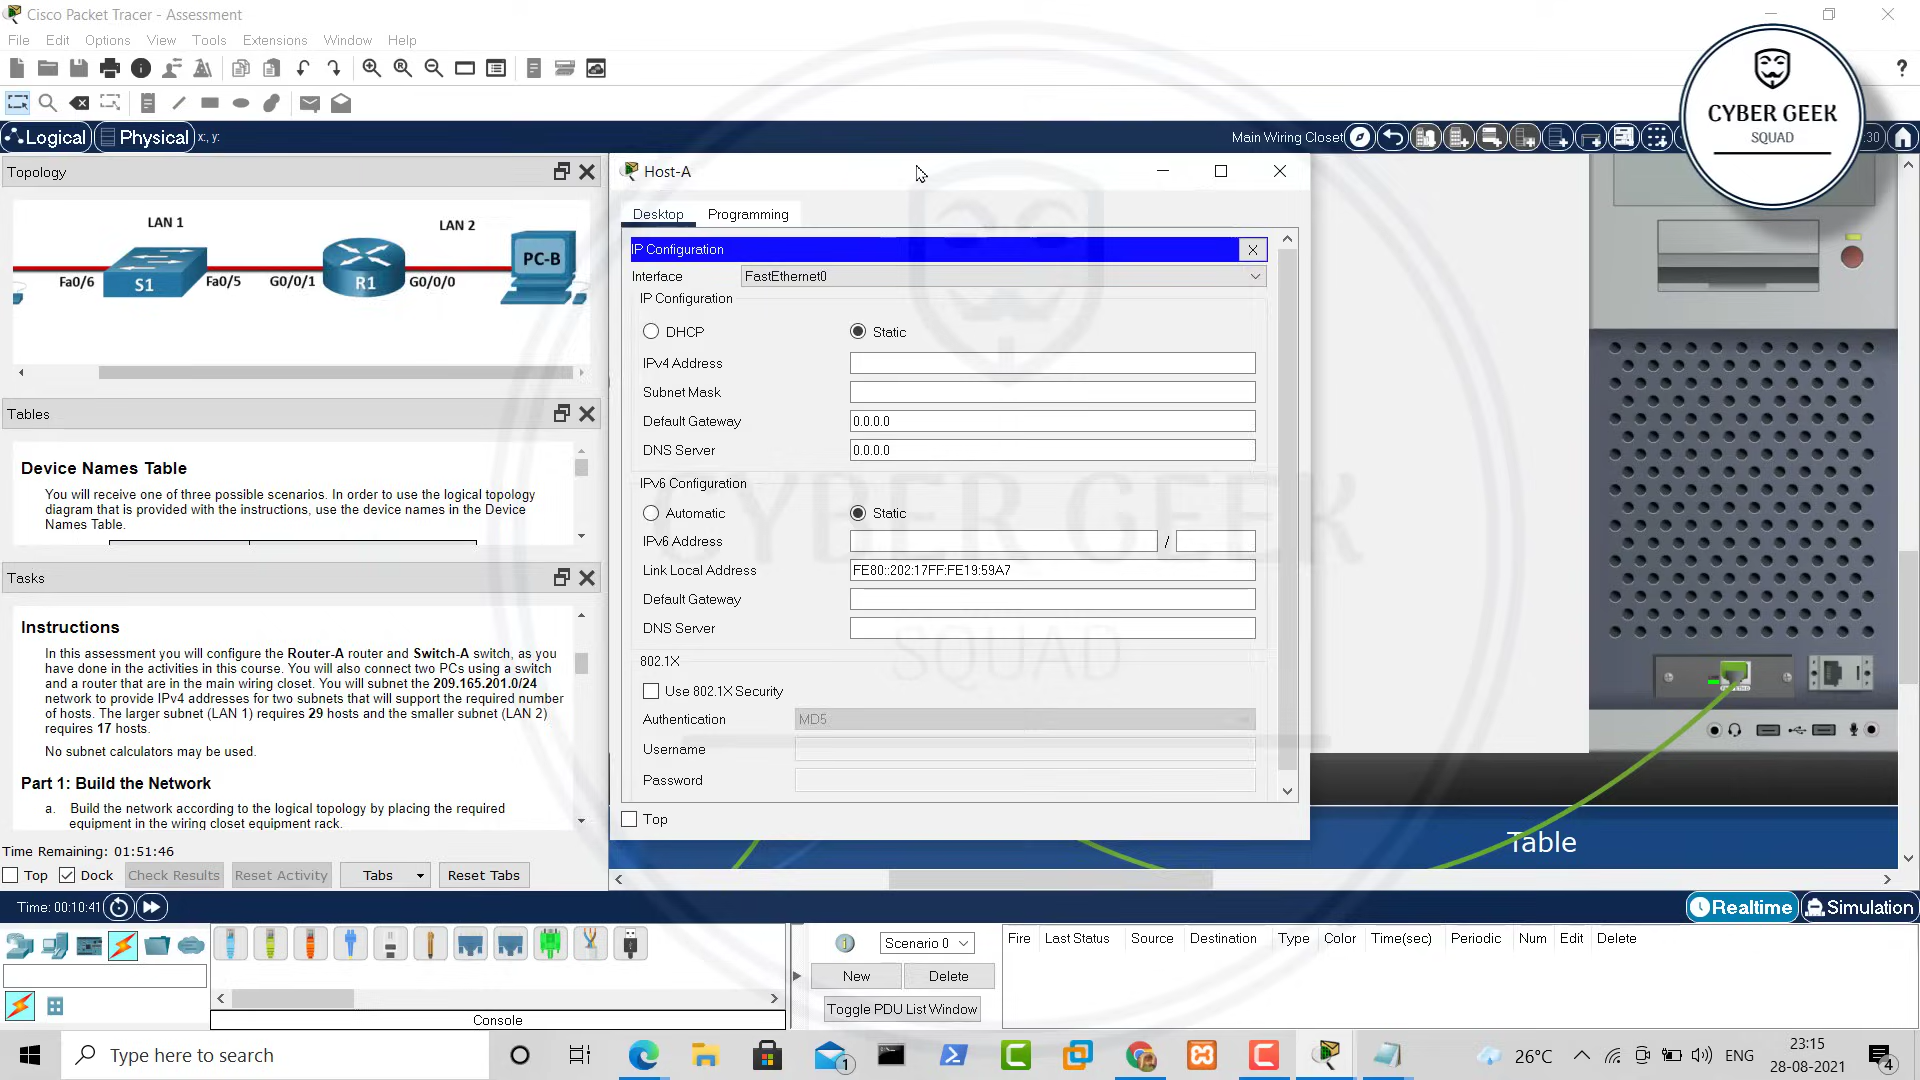 Cisco Packet Tracer - Assessment
File Edit Options View Tools Extensions Window Help
CYBER GEEK
SQUAD
Logical Physical x:, y:
Main Wiring Closet
:30
Topology
LAN 1
LAN 2
Fa0/6 S1 Fa0/5 G0/0/1 R1 G0/0/0 PC-B
Tables
Device Names Table
You will receive one of three possible scenarios. In order to use the logical topology
diagram that is provided with the instructions, use the device names in the Device
Names Table.
Tasks
Instructions
In this assessment you will configure the Router-A router and Switch-A switch, as you
have done in the activities in this course. You will also connect two PCs using a switch
and a router that are in the main wiring closet. You will subnet the 209.165.201.0/24
network to provide IPv4 addresses for two subnets that will support the required number
of hosts. The larger subnet (LAN 1) requires 29 hosts and the smaller subnet (LAN 2)
requires 17 hosts.
No subnet calculators may be used.
Part 1: Build the Network
a. Build the network according to the logical topology by placing the required
equipment in the wiring closet equipment rack.
Time Remaining: 01:51:46
Top Dock Check Results Reset Activity Tabs Reset Tabs
Host-A
Desktop Programming
IP Configuration X
Interface FastEthernet0
IP Configuration
DHCP Static
IPv4 Address
Subnet Mask
Default Gateway 0.0.0.0
DNS Server 0.0.0.0
IPv6 Configuration
Automatic Static
IPv6 Address /
Link Local Address FE80::202:17FF:FE19:59A7
Default Gateway
DNS Server
802.1X
Use 802.1X Security
Authentication MD5
Username
Password
Top
CYBER GEEK
SQUAD
Table
Time: 00:10:41
Realtime Simulation
Scenario 0
New Delete
Toggle PDU List Window
Fire Last Status Source Destination Type Color Time(sec) Periodic Num Edit Delete
Console
Type here to search
1
26°C ENG
23:15
28-08-2021
4